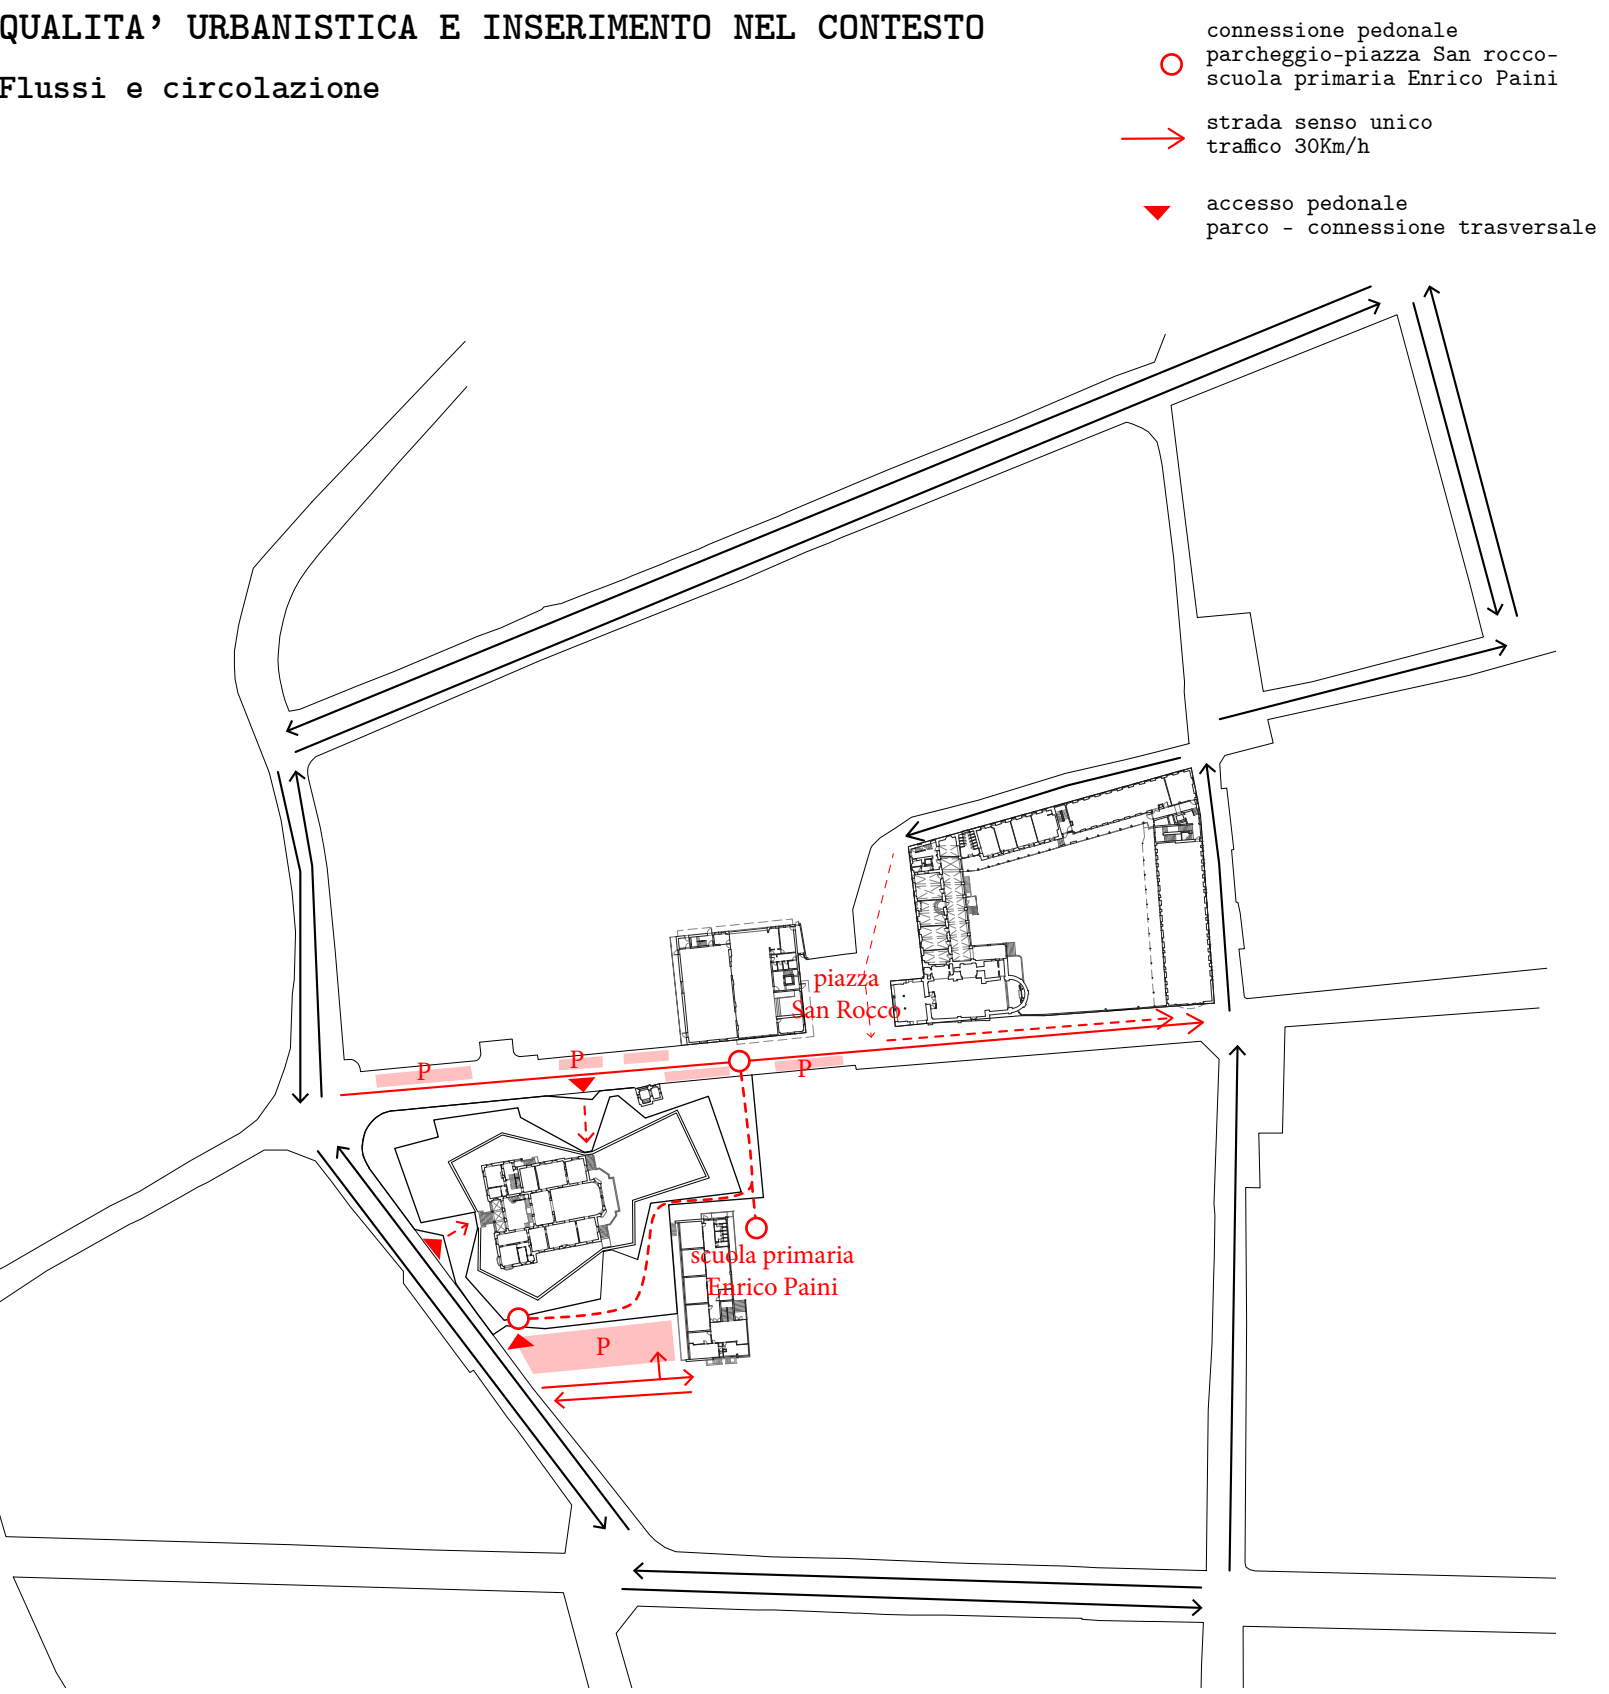 QUALITA’ URBANISTICA E INSERIMENTO NEL CONTESTO
Flussi e circolazione
connessione pedonale
parcheggio-piazza San rocco-
scuola primaria Enrico Paini
strada senso unico
traffico 30Km/h
accesso pedonale
parco - connessione trasversale
piazza
San Rocco
P
P
P
scuola primaria
Enrico Paini
P